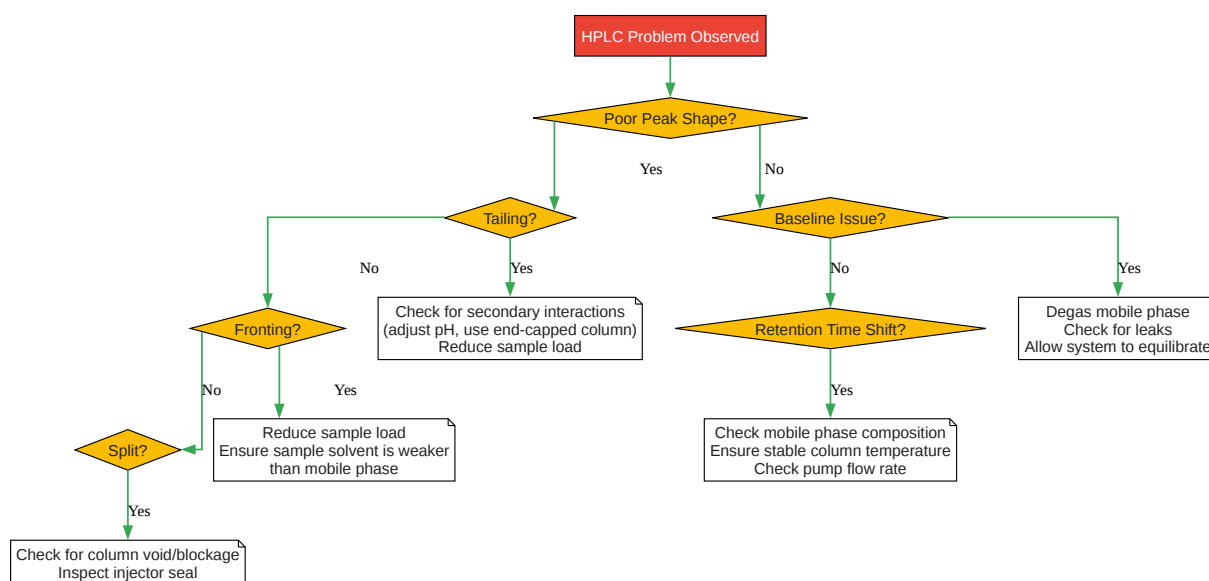 HPLC Problem Observed
Poor Peak Shape?
Yes
No
Tailing?
Baseline Issue?
No
Yes
No
Yes
Check for secondary interactions
(adjust pH, use end-capped column)
Reduce sample load
Degas mobile phase
Check for leaks
Allow system to equilibrate
Fronting?
Retention Time Shift?
No
Yes
Yes
Reduce sample load
Ensure sample solvent is weaker
than mobile phase
Check mobile phase composition
Ensure stable column temperature
Check pump flow rate
Split?
Yes
Check for column void/blockage
Inspect injector seal